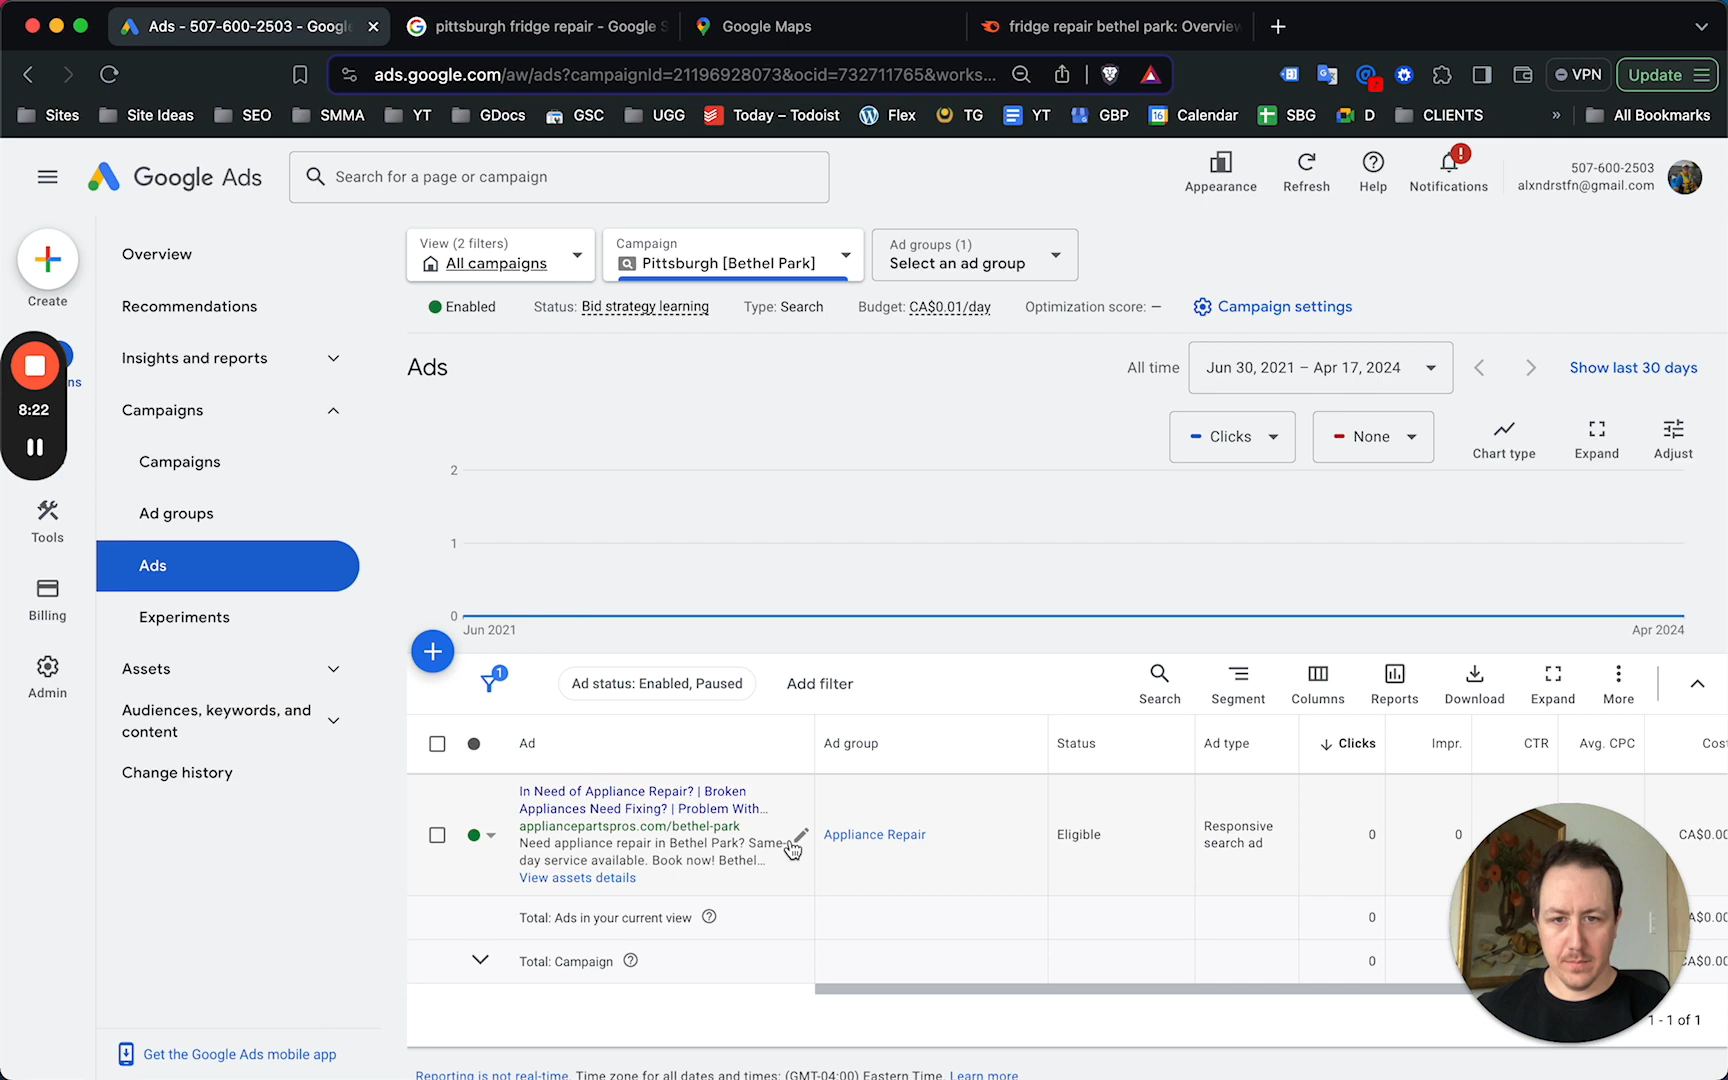 Ads - 507-600-2503 - Google
pittsburgh fridge repair - Google S
Google Maps
fridge repair bethel park: Overview
ads.google.com/aw/ads?campaignId=21196928073&ocid=732711765&works...
VPN
Update
Sites
Site Ideas
SEO
SMMA
YT
GDocs
GSC
UGG
Today – Todoist
Flex
TG
YT
GBP
16
Calendar
SBG
D
CLIENTS
»
All Bookmarks
Google Ads
Search for a page or campaign
Appearance
Refresh
Help
Notifications
507-600-2503
alxndrstfn@gmail.com
Create
8:22
ns
Tools
Billing
Admin
Overview
Recommendations
Insights and reports
Campaigns
Campaigns
Ad groups
Ads
Experiments
Assets
Audiences, keywords, and
content
Change history
Get the Google Ads mobile app
View (2 filters)
All campaigns
Campaign
Pittsburgh [Bethel Park]
Ad groups (1)
Select an ad group
Enabled
Status: Bid strategy learning
Type: Search
Budget: CA$0.01/day
Optimization score: –
Campaign settings
Ads
All time
Jun 30, 2021 – Apr 17, 2024
Show last 30 days
Clicks
None
Chart type
Expand
Adjust
2
1
0
Jun 2021
Apr 2024
1
Ad status: Enabled, Paused
Add filter
Search
Segment
Columns
Reports
Download
Expand
More
Ad
Ad group
Status
Ad type
Clicks
Impr.
CTR
Avg. CPC
Cost
In Need of Appliance Repair? | Broken
Appliances Need Fixing? | Problem With...
appliancepartspros.com/bethel-park
Need appliance repair in Bethel Park? Same-
day service available. Book now! Bethel...
View assets details
Appliance Repair
Eligible
Responsive
search ad
0
0
CA$0.00
Total: Ads in your current view
0
A$0.00
Total: Campaign
0
CA$0.00
1 - 1 of 1
Reporting is not real-time. Time zone for all dates and times: (GMT-04:00) Eastern Time. Learn more